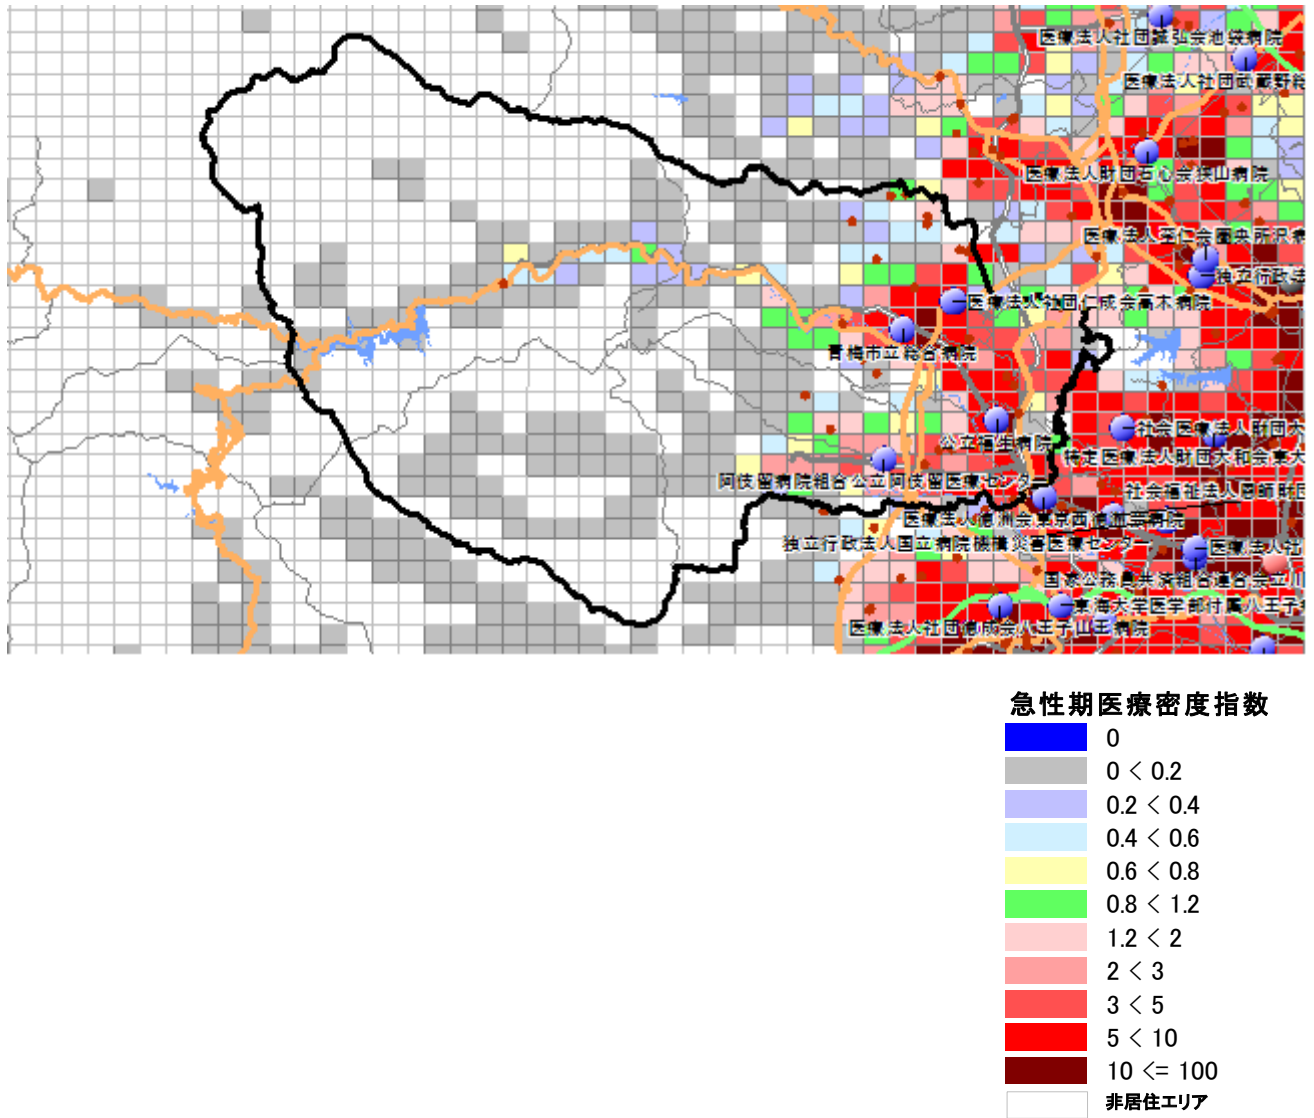 医療法人社団誠弘会池袋病院
医療法人社団武蔵野総
医療法人財団石心会狭山病院
医療法人至仁会圏央所沢病
独立行政法
医療法人社団仁成会高木病院
青梅市立総合病院
公立福生病院
社会医療法人財団大
特定医療法人財団大和会東大
阿伎留病院組合公立阿伎留医療センター
社会福祉法人恩賜財団
医療法人徳洲会東京西徳洲会病院
独立行政法人国立病院機構災害医療センター
医療法人社
国家公務員共済組合連合会立川
東海大学医学部付属八王子
医療法人社団徳成会八王子山王病院
急性期医療密度指数
0
0 < 0.2
0.2 < 0.4
0.4 < 0.6
0.6 < 0.8
0.8 < 1.2
1.2 < 2
2 < 3
3 < 5
5 < 10
10 <= 100
非居住エリア